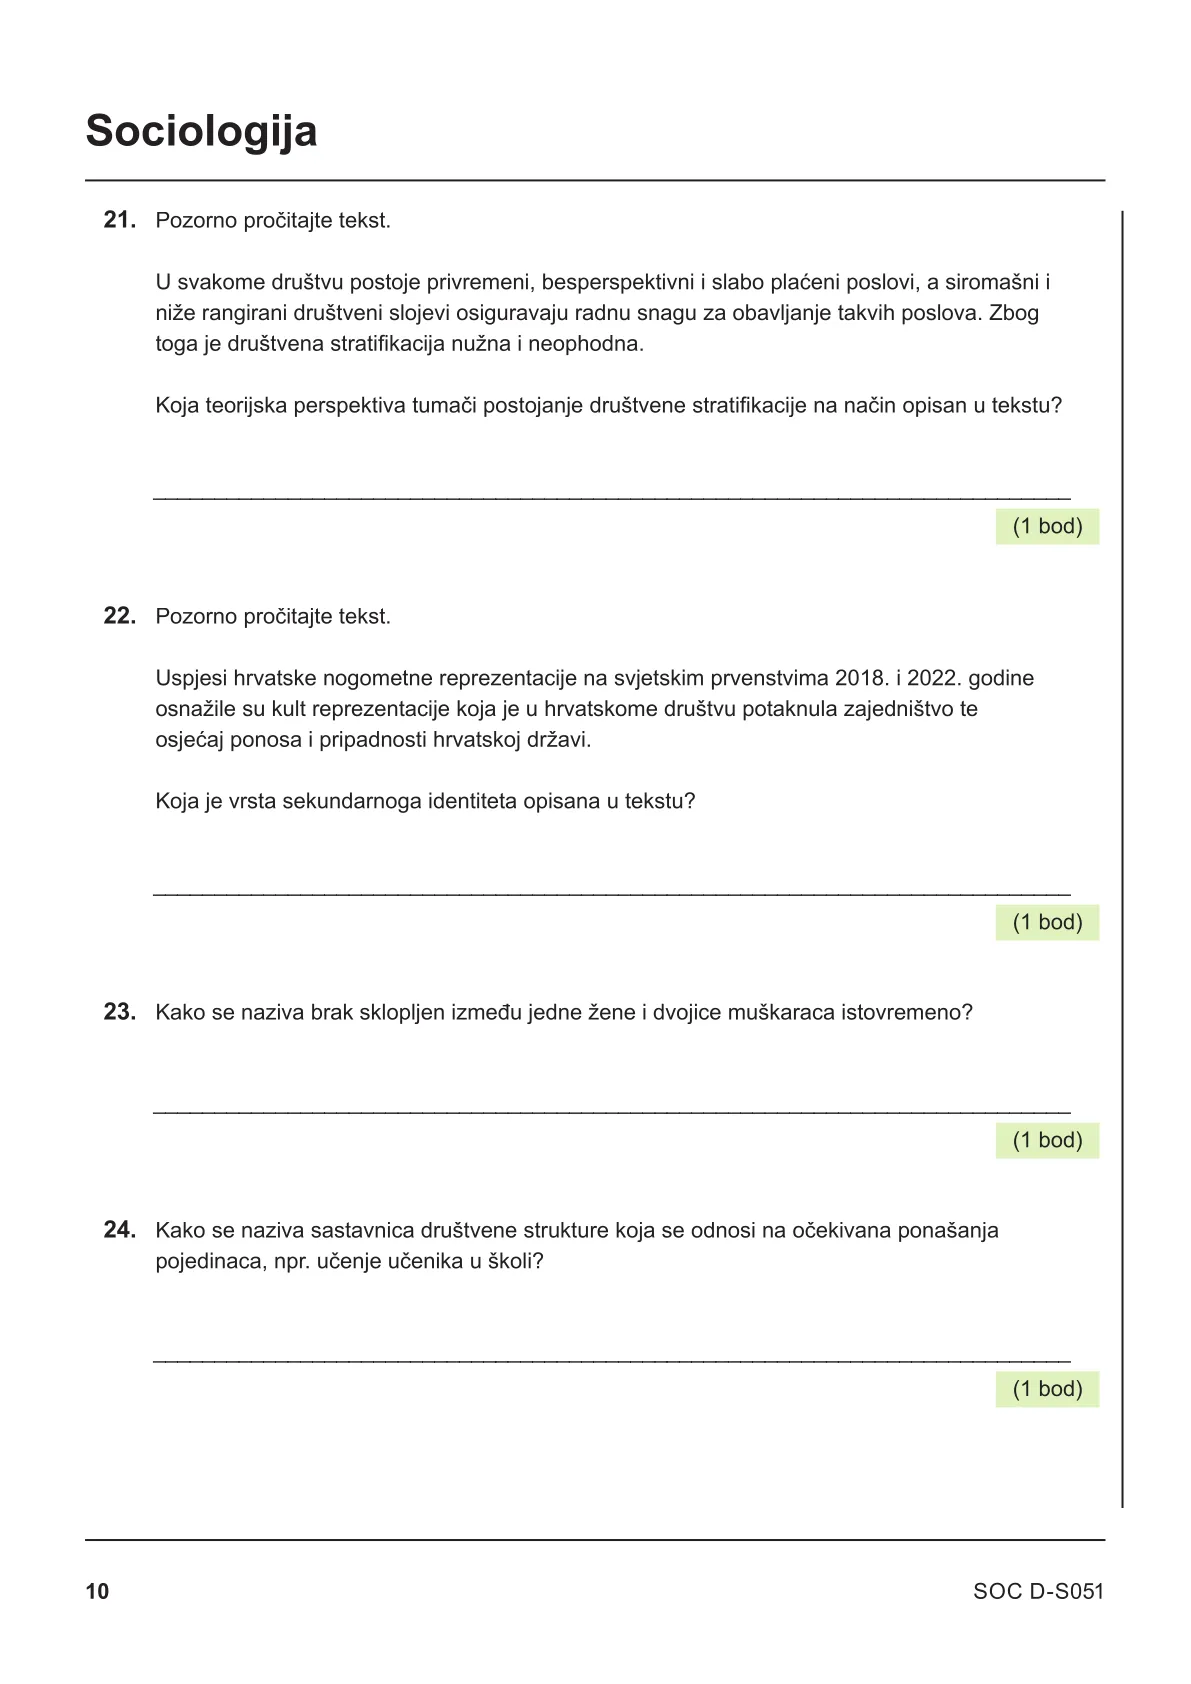 Sociologija
21. Pozorno pročitajte tekst.
U svakome društvu postoje privremeni, besperspektivni i slabo plaćeni poslovi, a siromašni i
niže rangirani društveni slojevi osiguravaju radnu snagu za obavljanje takvih poslova. Zbog
toga je društvena stratifikacija nužna i neophodna.
Koja teorijska perspektiva tumači postojanje društvene stratifikacije na način opisan u tekstu?
(1 bod)
22. Pozorno pročitajte tekst.
Uspjesi hrvatske nogometne reprezentacije na svjetskim prvenstvima 2018. i 2022. godine
osnažile su kult reprezentacije koja je u hrvatskome društvu potaknula zajedništvo te
osjećaj ponosa i pripadnosti hrvatskoj državi.
Koja je vrsta sekundarnoga identiteta opisana u tekstu?
(1 bod)
23. Kako se naziva brak sklopljen između jedne žene i dvojice muškaraca istovremeno?
(1 bod)
24. Kako se naziva sastavnica društvene strukture koja se odnosi na očekivana ponašanja
pojedinaca, npr. učenje učenika u školi?
(1 bod)
10 SOC D-S051